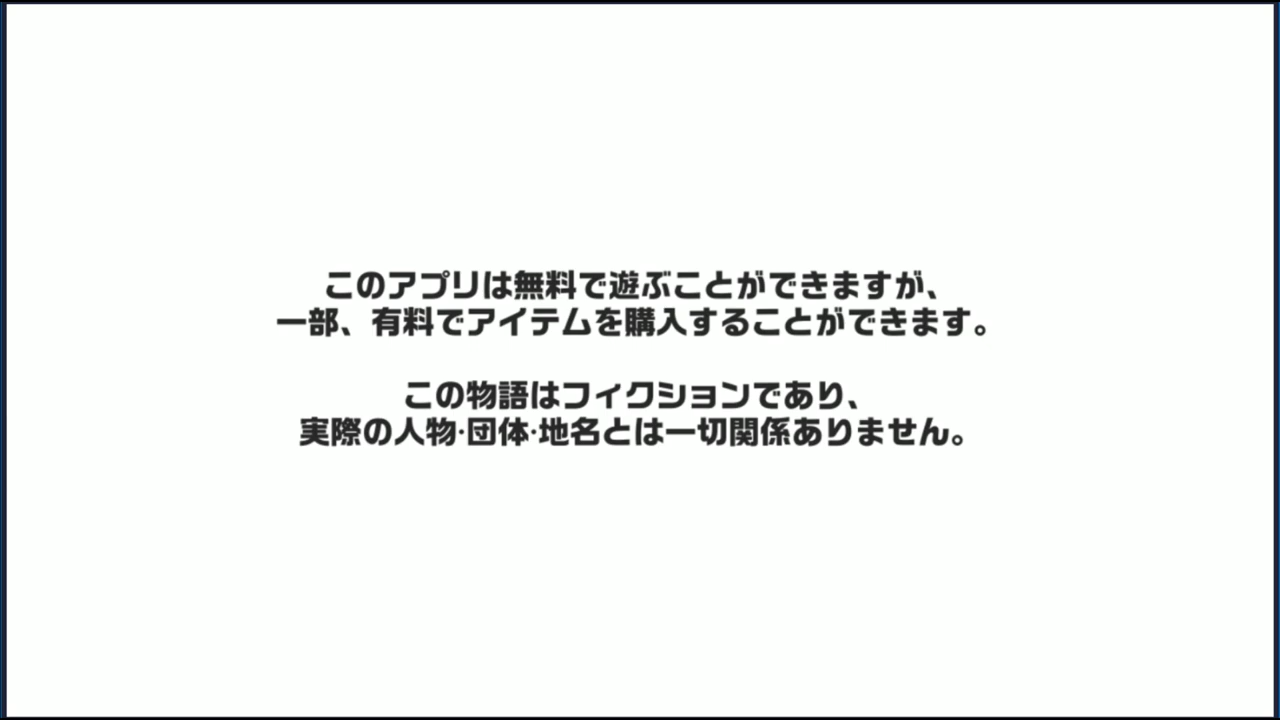 このアプリは無料で遊ぶことができますが、
一部、有料でアイテムを購入することができます。
この物語はフィクションであり、
実際の人物·団体·地名とは一切関係ありません。